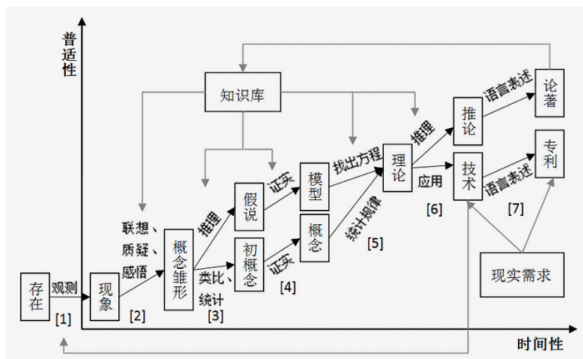 普适性
知识库
论著
语言表述
推论
推理
专利
找出方程
理论
应用
技术
语言表述
[7]
[6]
证实
模型
假说
推理
统计规律
[5]
联想、
质疑、
感悟
概念雏形
初概念
概念
证实
[4]
类比、
统计
[3]
现实需求
存在
观测
[1]
现象
[2]
时间性